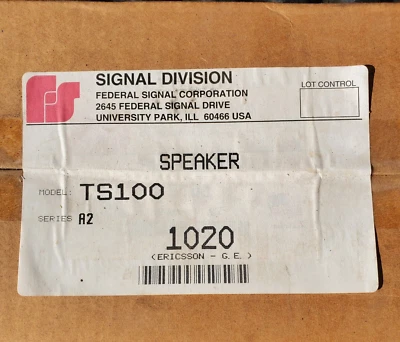 SIGNAL DIVISION
FEDERAL SIGNAL CORPORATION
2645 FEDERAL SIGNAL DRIVE
UNIVERSITY PARK, ILL 60466 USA
LOT CONTROL
SPEAKER
MODEL: TS100
SERIES A2
1020
(ERICSSON - G.E.)